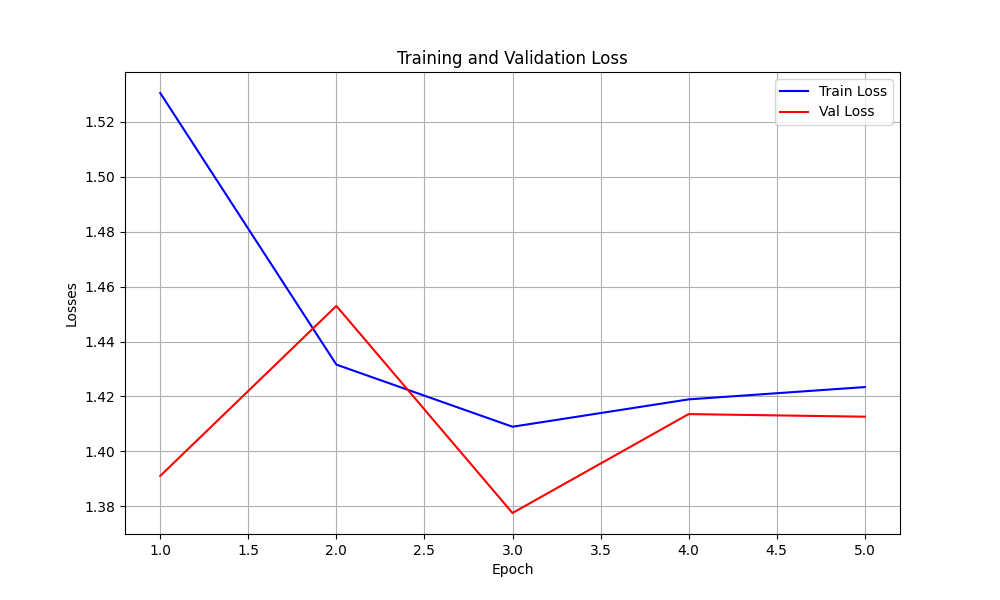 Training and Validation Loss
Train Loss
Val Loss
1.52
1.50
1.48
1.46
1.44
1.42
1.40
1.38
Losses
1.0 1.5 2.0 2.5 3.0 3.5 4.0 4.5 5.0
Epoch